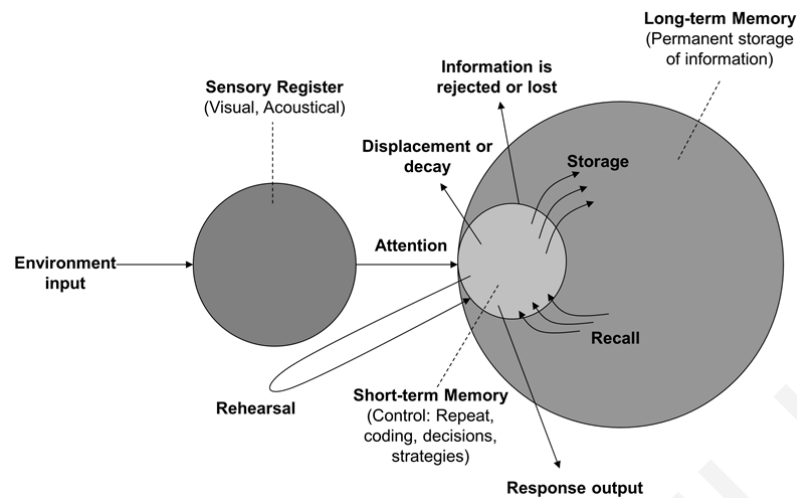 Long-term Memory
(Permanent storage
of information)
Information is
rejected or lost
Sensory Register
(Visual, Acoustical)
Displacement or
decay
Storage
Attention
Environment
input
Recall
Rehearsal
Short-term Memory
(Control: Repeat,
coding, decisions,
strategies)
Response output